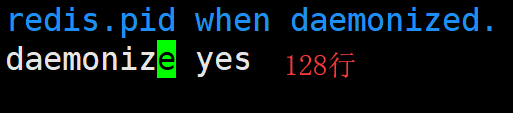 redis.pid when daemonized.
daemonize yes 128行